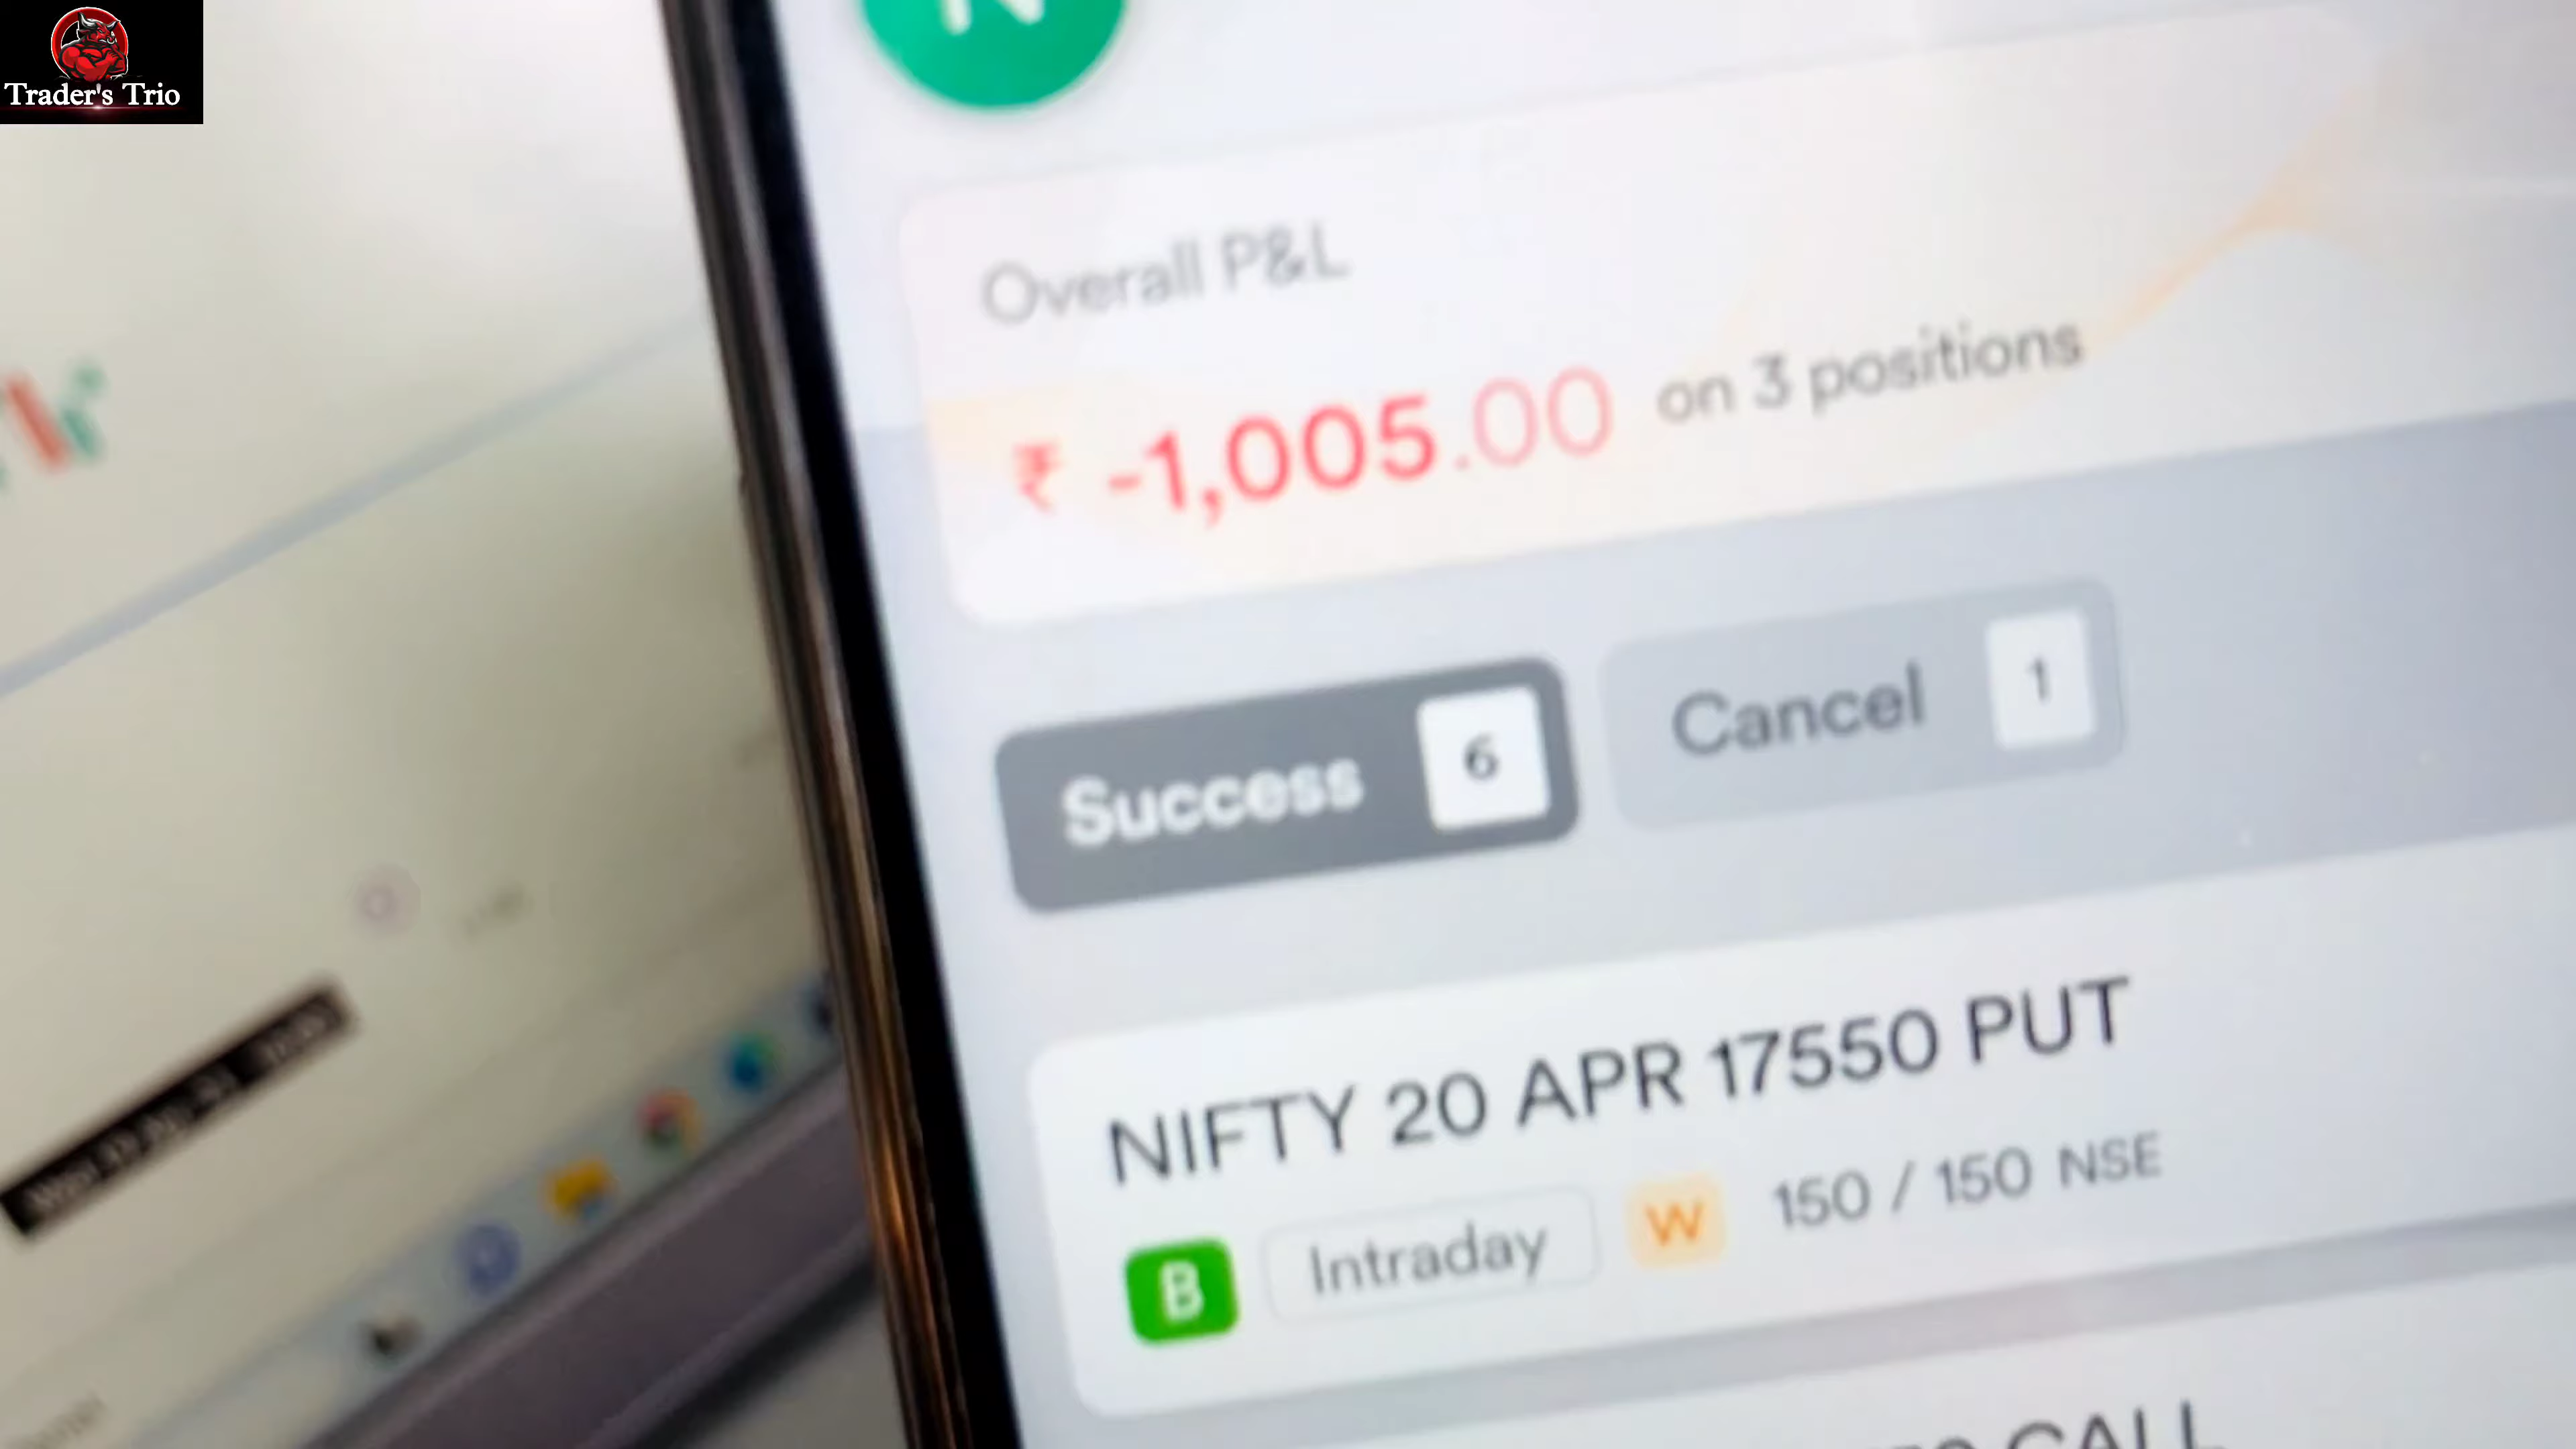 Trader's Trio
Overall P&L
₹ -1,005.00 on 3 positions
Success 6
Cancel 1
NIFTY 20 APR 17550 PUT
B Intraday W 150 / 150 NSE
CALL